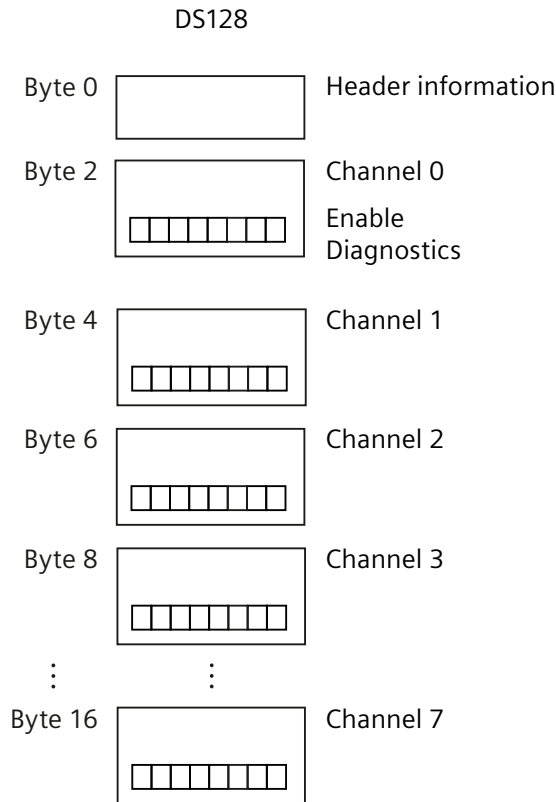 DS128
Byte 0 Header information
Byte 2 Channel 0
Enable
Diagnostics
Byte 4 Channel 1
Byte 6 Channel 2
Byte 8 Channel 3
⋮ ⋮
Byte 16 Channel 7